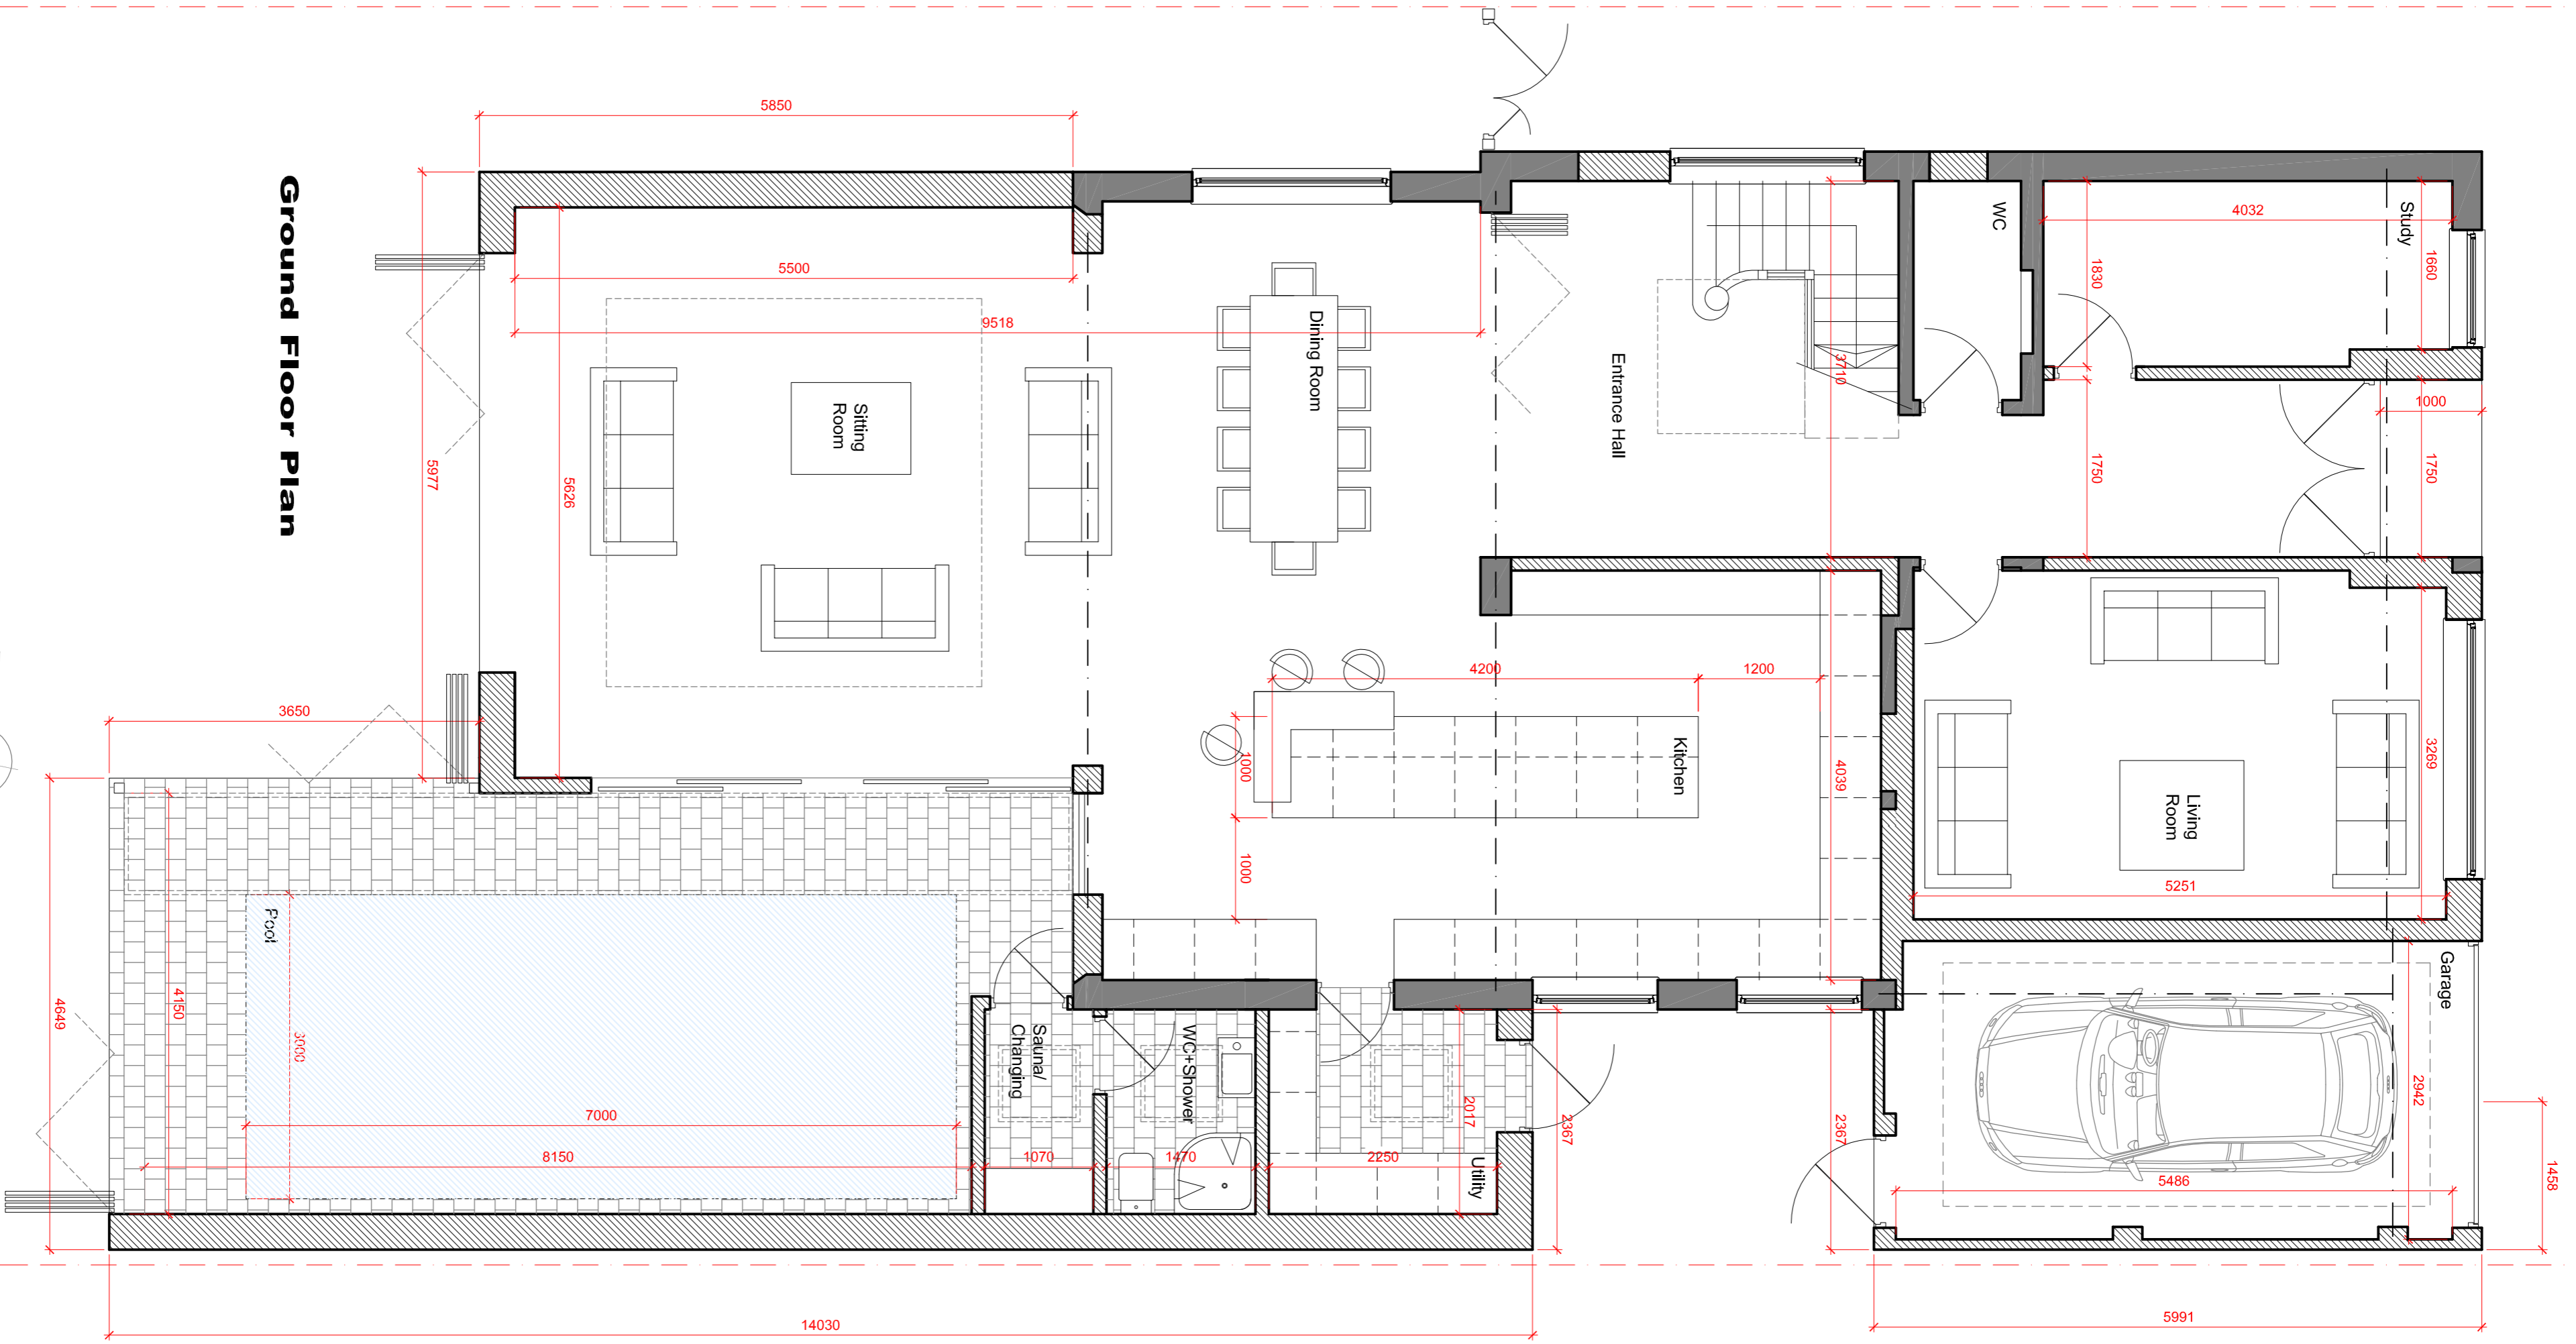 Ground Floor Plan
Study
WC
Entrance Hall
Dining Room
Sitting
Room
Kitchen
Living
Room
Garage
Pool
Sauna/
Changing
WC+Shower
Utility
5850
5500
9518
5977
5626
3650
4649
4150
3000
7000
8150
1070
1470
2250
2017
2367
2367
14030
5991
5486
2942
1458
5251
3269
4039
4200
1200
1000
1000
3710
4032
1830
1660
1000
1750
1750